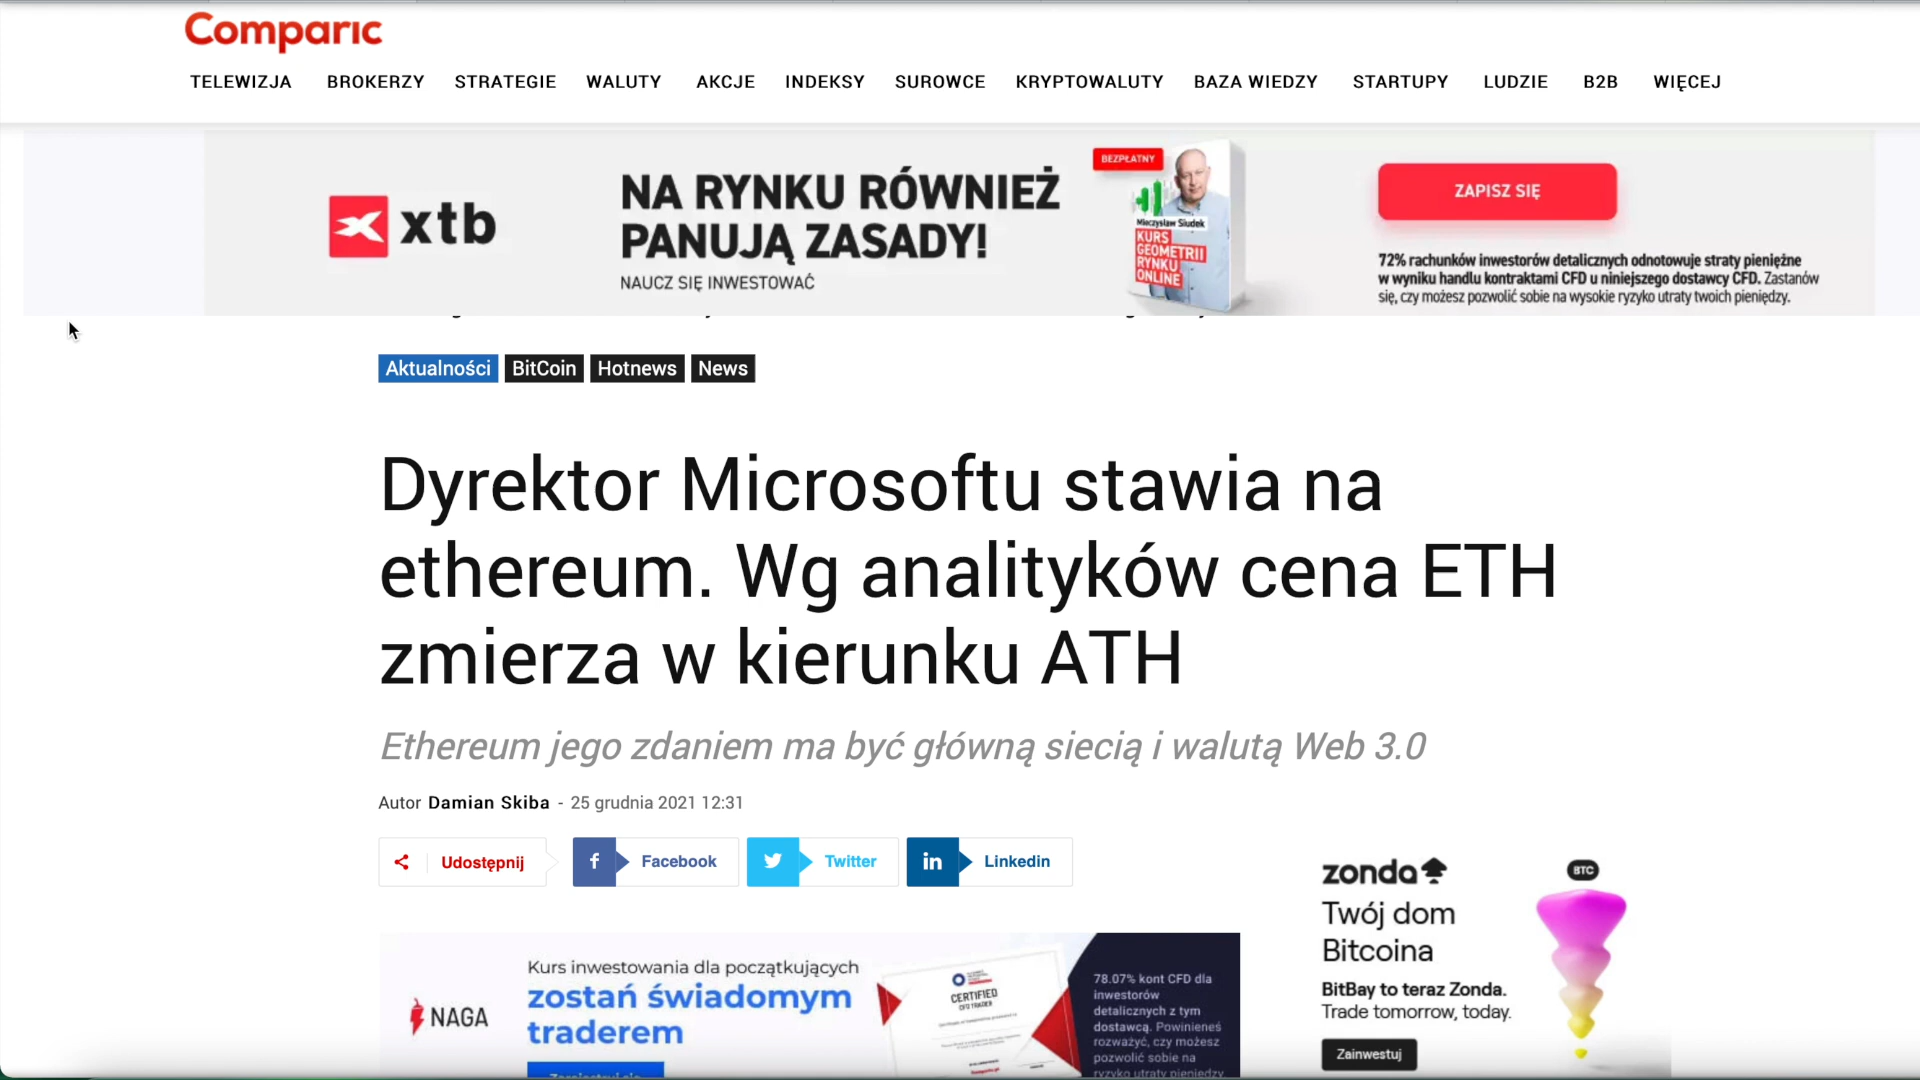 Comparic
TELEWIZJA BROKERZY STRATEGIE WALUTY AKCJE INDEKSY SUROWCE KRYPTOWALUTY BAZA WIEDZY STARTUPY LUDZIE B2B WIĘCEJ
xtb
NA RYNKU RÓWNIEŻ
PANUJĄ ZASADY!
NAUCZ SIĘ INWESTOWAĆ
BEZPŁATNY
Mieczysław Siudek
KURS
GEOMETRII
RYNKU
ONLINE
ZAPISZ SIĘ
72% rachunków inwestorów detalicznych odnotowuje straty pieniężne
w wyniku handlu kontraktami CFD u niniejszego dostawcy CFD. Zastanów
się, czy możesz pozwolić sobie na wysokie ryzyko utraty twoich pieniędzy.
Aktualności BitCoin Hotnews News
Dyrektor Microsoftu stawia na
ethereum. Wg analityków cena ETH
zmierza w kierunku ATH
Ethereum jego zdaniem ma być główną siecią i walutą Web 3.0
Autor Damian Skiba - 25 grudnia 2021 12:31
Udostępnij Facebook Twitter Linkedin
NAGA
Kurs inwestowania dla początkujących
zostań świadomym
traderem
CERTIFIED
CFD TRADER
78.07% kont CFD dla
inwestorów
detalicznych z tym
dostawcą. Powinieneś
rozważyć, czy możesz
pozwolić sobie na
ryzyko utraty pieniędzy
zonda
BTC
Twój dom
Bitcoina
BitBay to teraz Zonda.
Trade tomorrow, today.
Zainwestuj